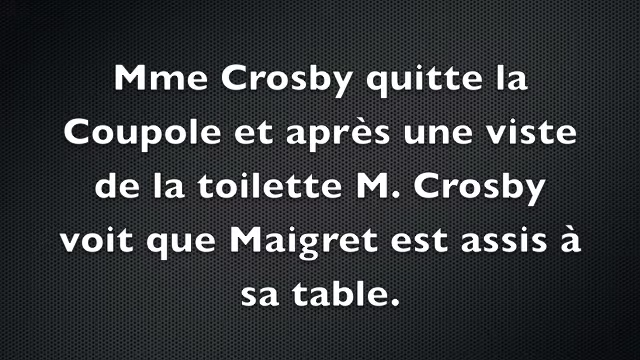 Mme Crosby quitte la
Coupole et après une viste
de la toilette M. Crosby
voit que Maigret est assis à
sa table.